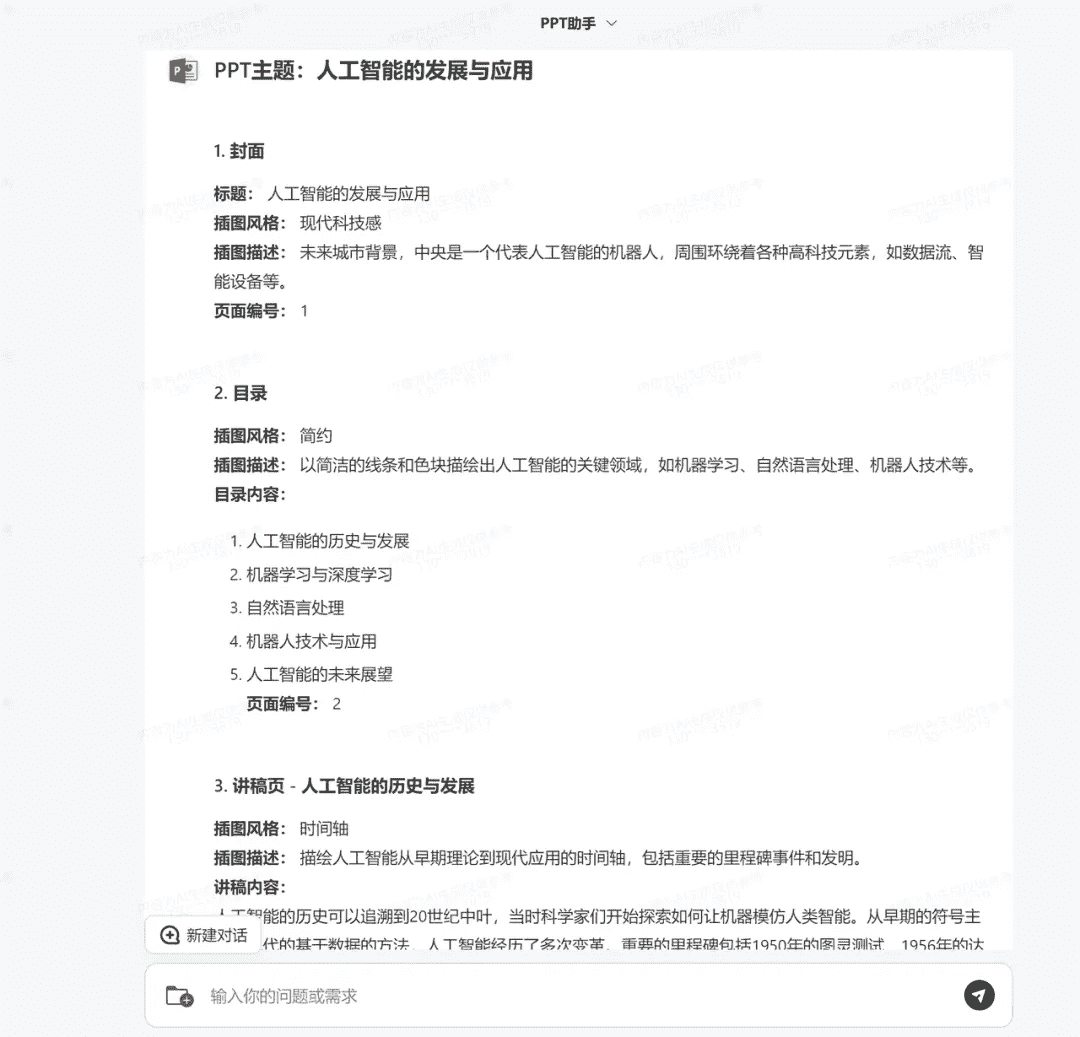 PPT助手
PPT主题：人工智能的发展与应用
1. 封面
标题： 人工智能的发展与应用
插图风格： 现代科技感
插图描述： 未来城市背景，中央是一个代表人工智能的机器人，周围环绕着各种高科技元素，如数据流、智
能设备等。
页面编号： 1
2. 目录
插图风格： 简约
插图描述： 以简洁的线条和色块描绘出人工智能的关键领域，如机器学习、自然语言处理、机器人技术等。
目录内容：
1. 人工智能的历史与发展
2. 机器学习与深度学习
3. 自然语言处理
4. 机器人技术与应用
5. 人工智能的未来展望
页面编号： 2
3. 讲稿页 - 人工智能的历史与发展
插图风格： 时间轴
插图描述： 描绘人工智能从早期理论到现代应用的时间轴，包括重要的里程碑事件和发明。
讲稿内容：
人工智能的历史可以追溯到20世纪中叶，当时科学家们开始探索如何让机器模仿人类智能。从早期的符号主
代的基于数据的方法，人工智能经历了多次变革。重要的里程碑包括1950年的图灵测试、1956年的达
新建对话
输入你的问题或需求